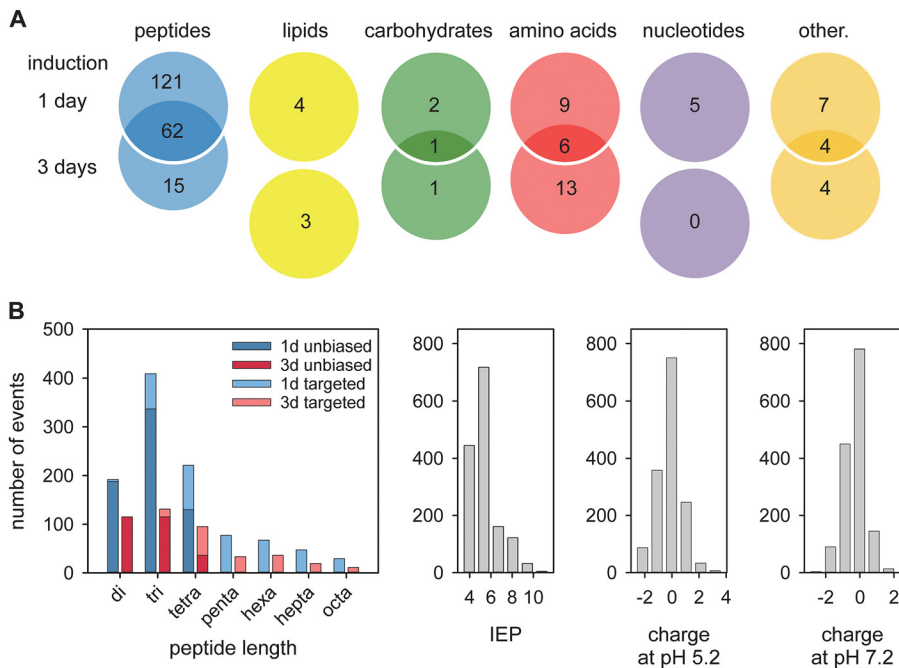 A
peptides lipids carbohydrates amino acids nucleotides other.
induction
1 day
3 days
121 4 2 9 5 7
62 1 6 4
15 3 1 13 0 4
B
number of events
500
400
300
200
100
0
1d unbiased
3d unbiased
1d targeted
3d targeted
di tri tetra penta hexa hepta octa
peptide length
800
600
400
200
0
4 6 8 10
IEP
800
600
400
200
0
-2 0 2 4
charge
at pH 5.2
800
600
400
200
0
-2 0 2
charge
at pH 7.2